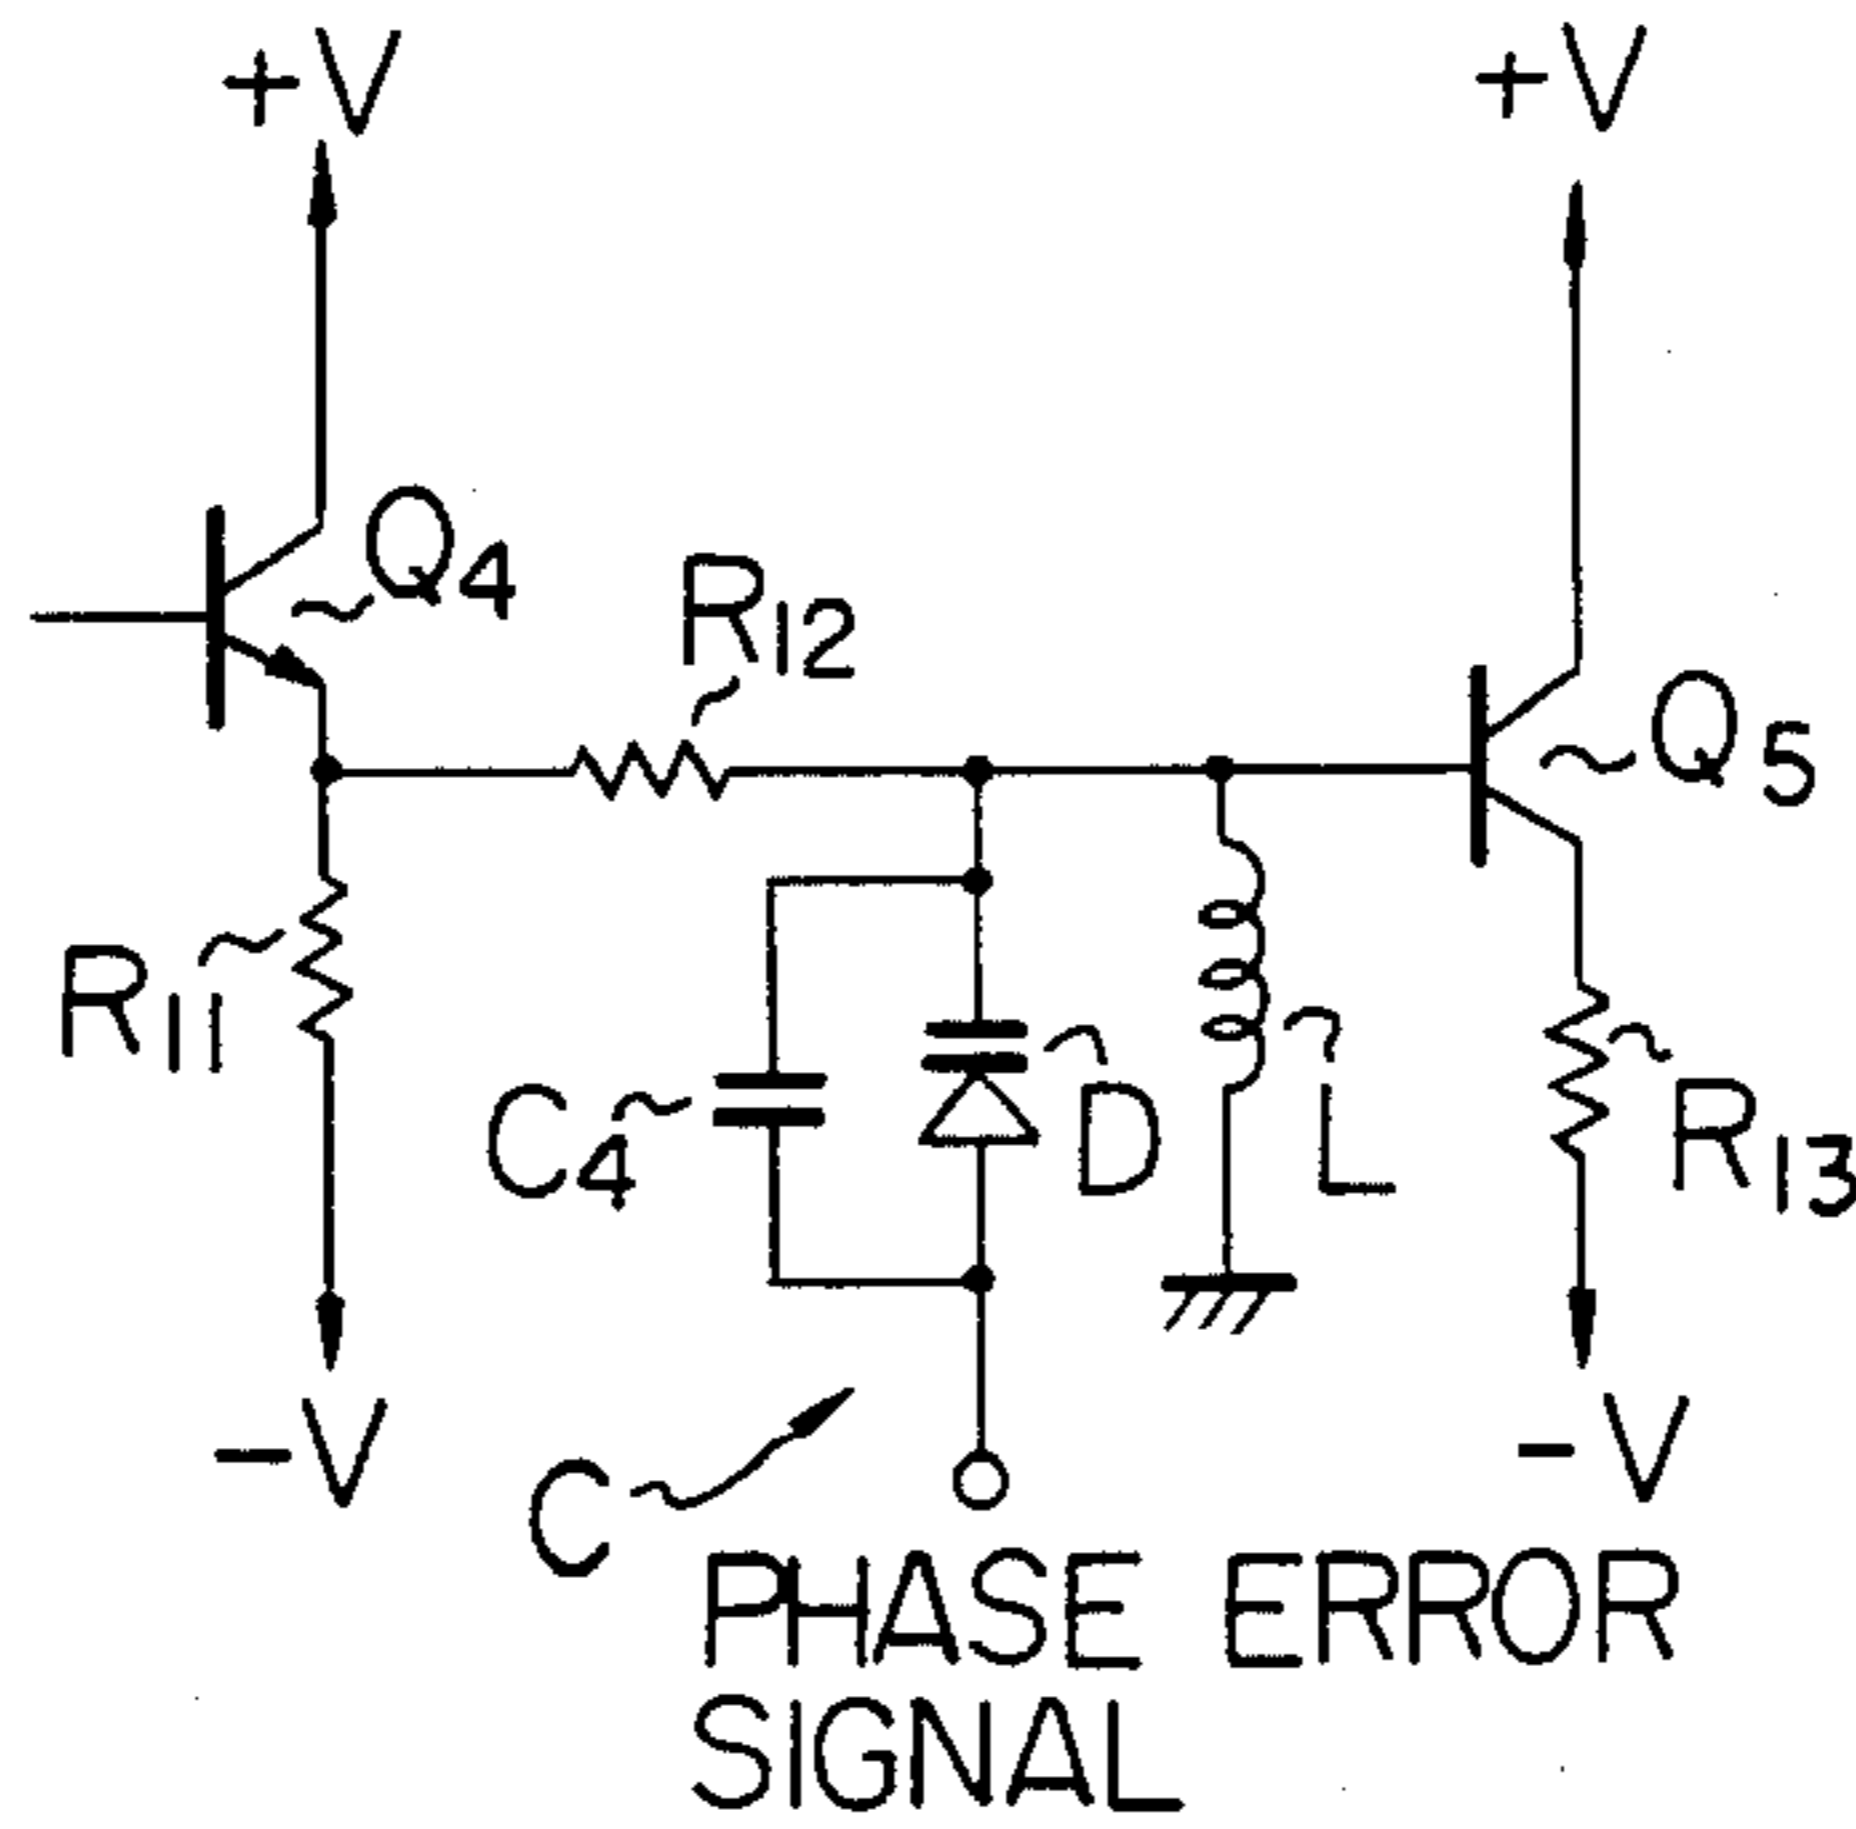 +V
+V
Q4
R12
Q5
R11
C4
D
L
R13
-V
-V
C
PHASE ERROR
SIGNAL